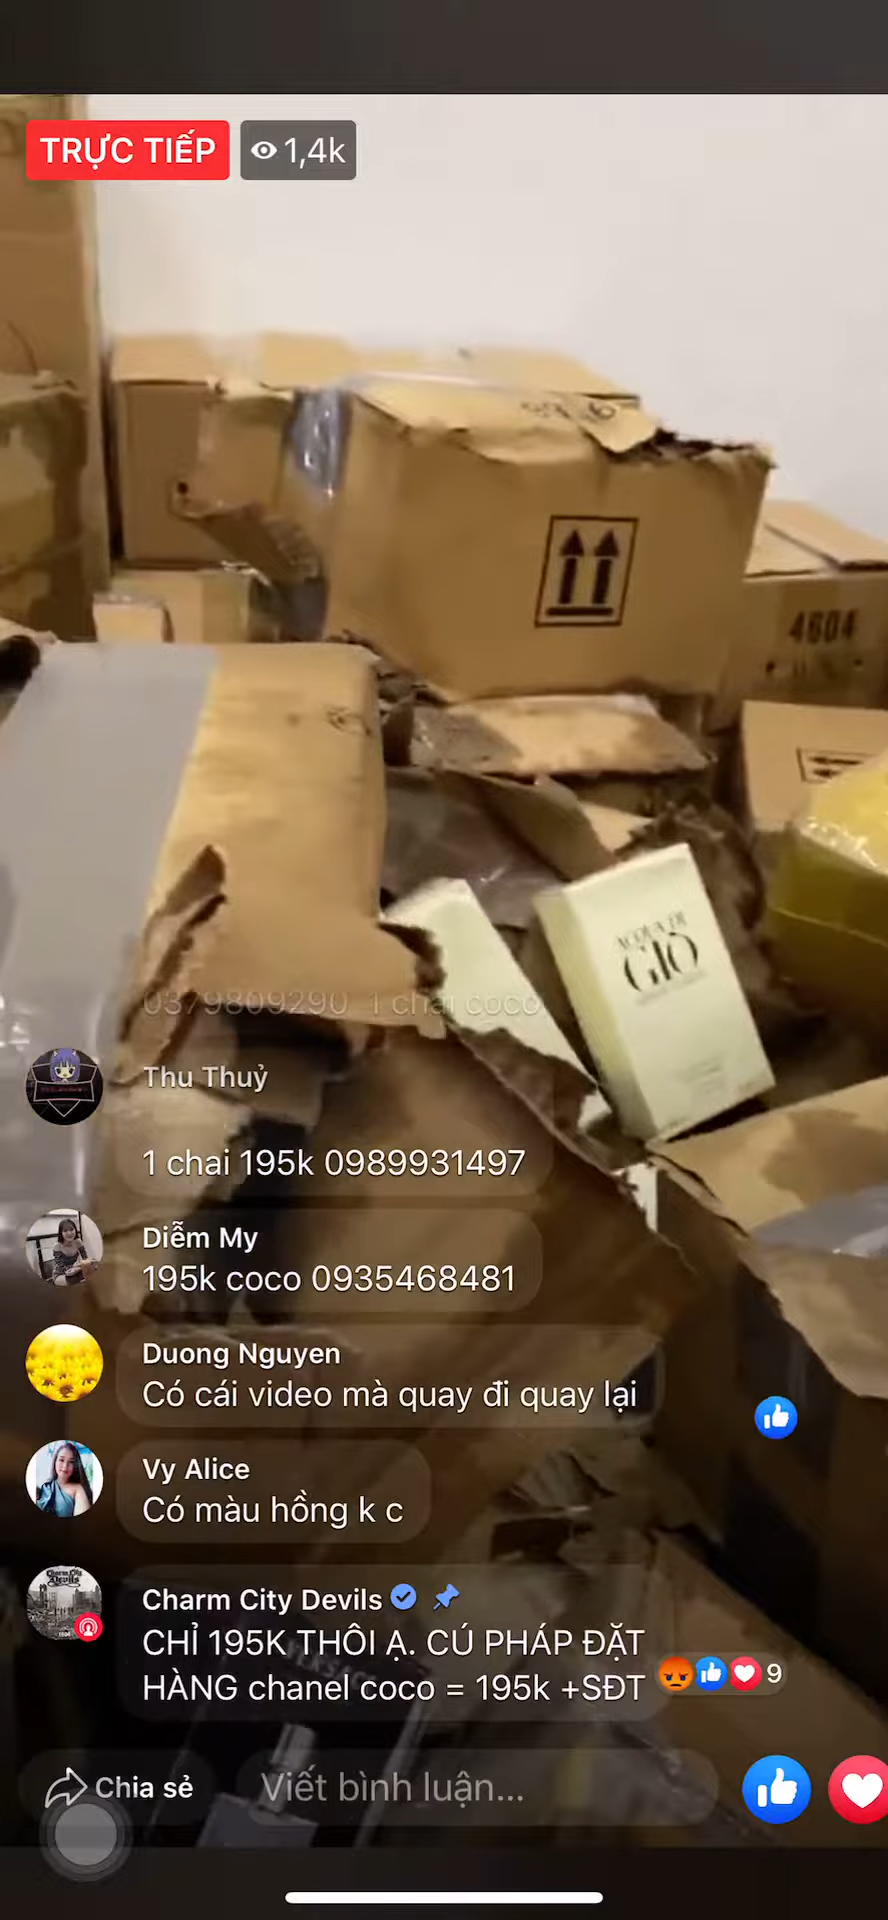 TRỰC TIẾP
1,4k
4604
ACQUA DI
GIÒ
0379809290 1 chai coco
Thu Thuỷ
1 chai 195k 0989931497
Diễm My
195k coco 0935468481
Duong Nguyen
Có cái video mà quay đi quay lại
Vy Alice
Có màu hồng k c
Charm City Devils
CHỈ 195K THÔI Ạ. CÚ PHÁP ĐẶT
HÀNG chanel coco = 195k +SĐT
9
Chia sẻ
Viết bình luận...